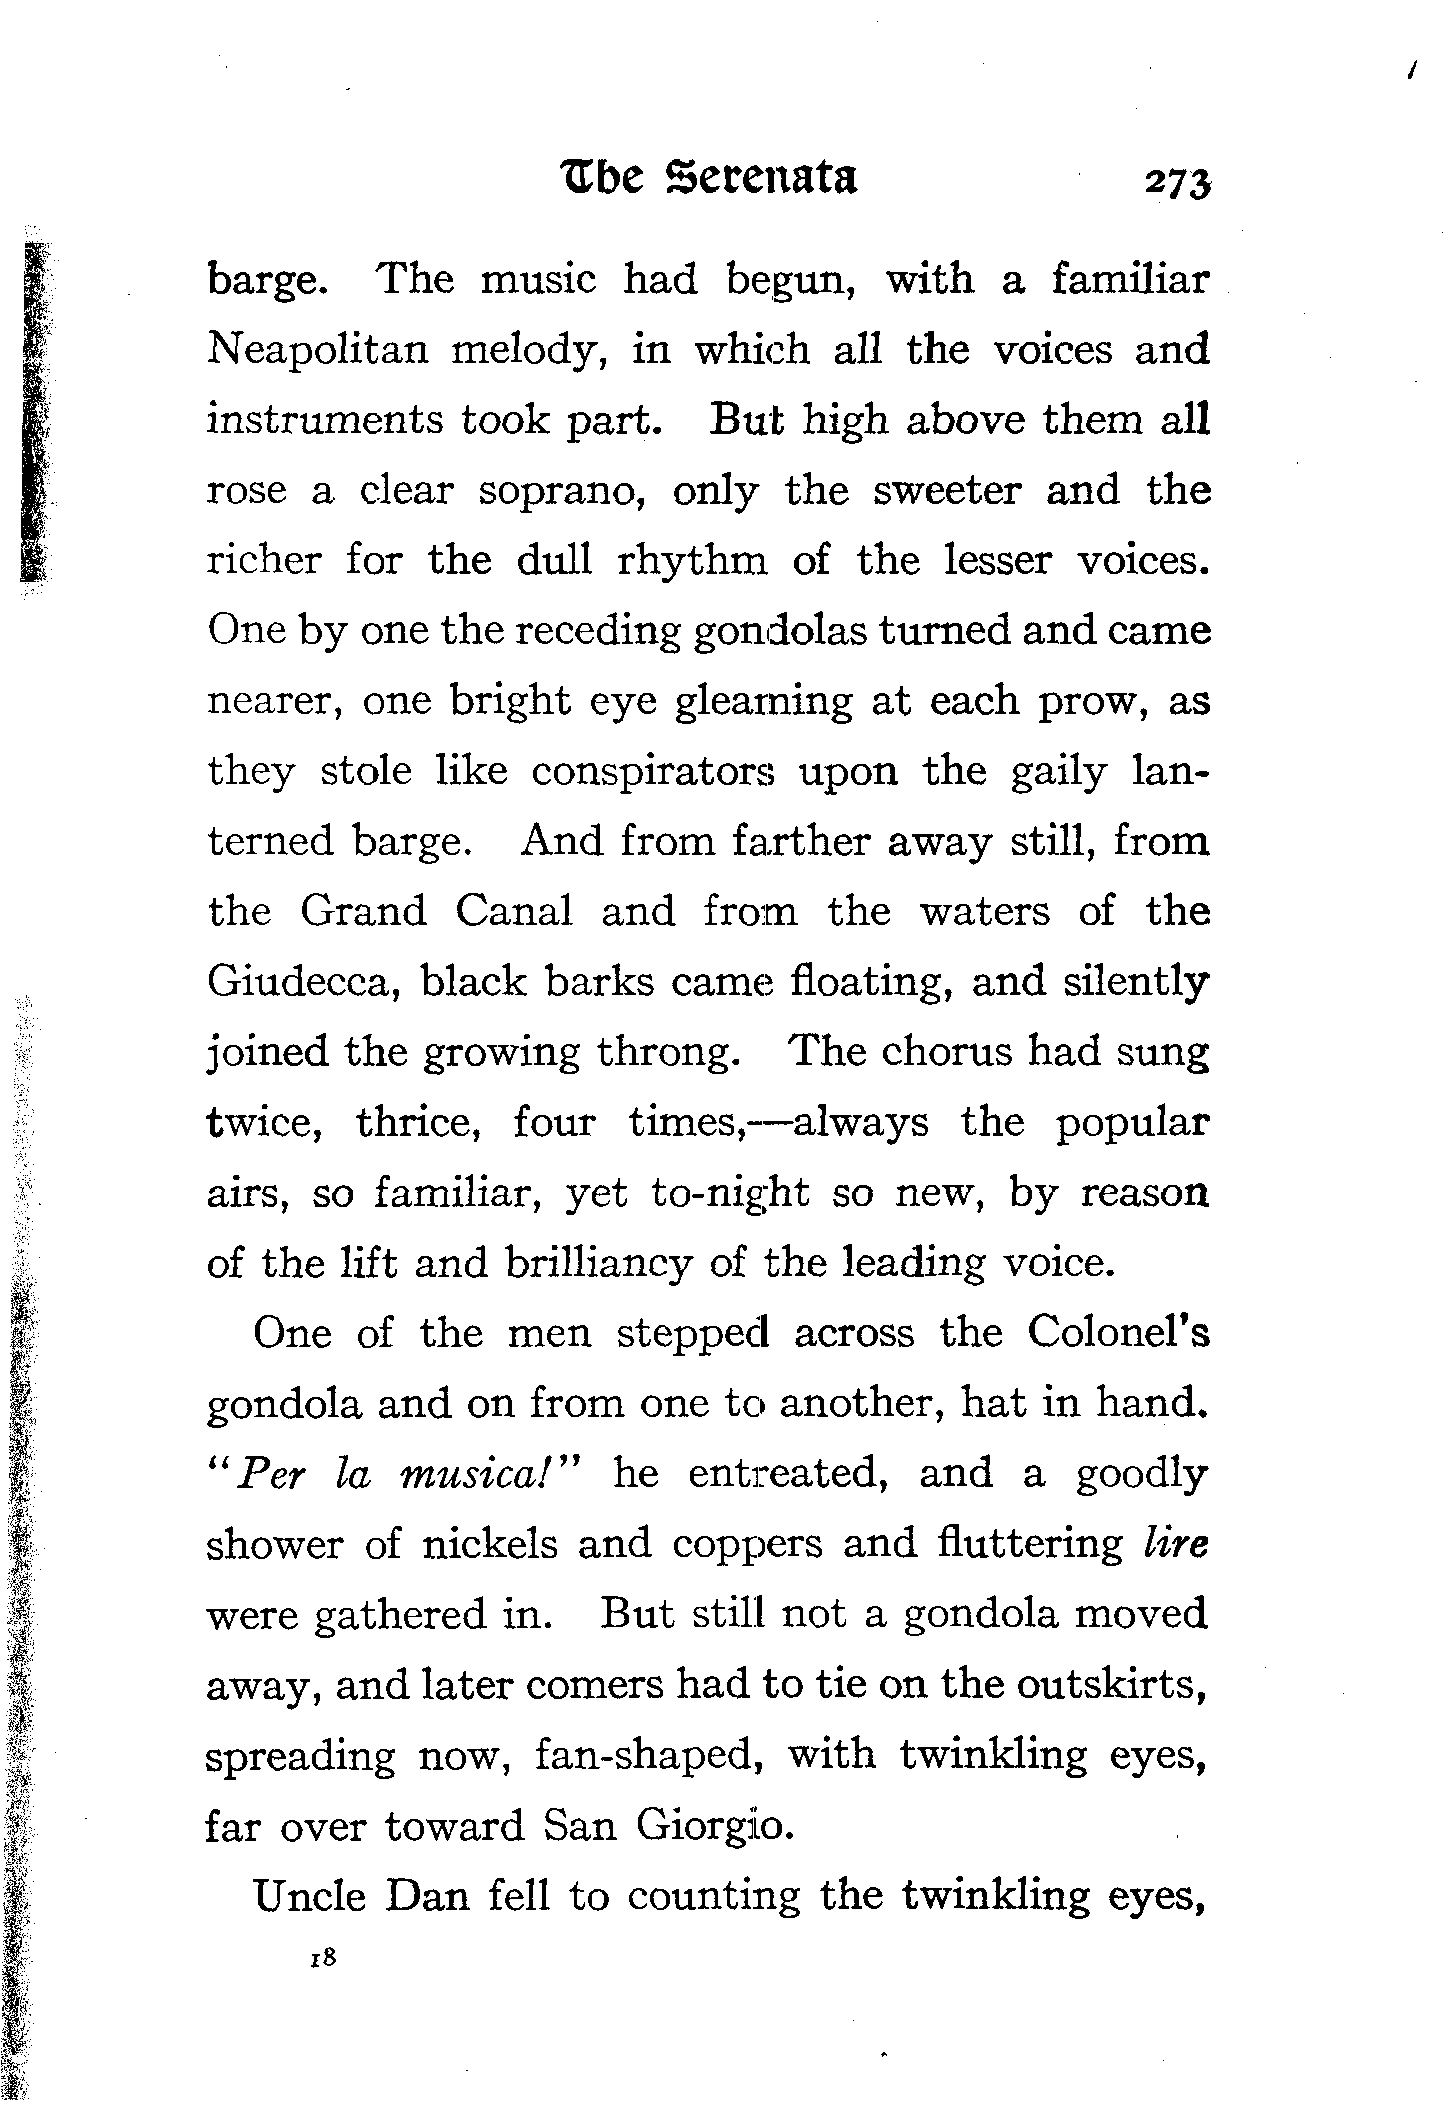 The Serenata 273
barge. The music had begun, with a familiar
Neapolitan melody, in which all the voices and
instruments took part. But high above them all
rose a clear soprano, only the sweeter and the
richer for the dull rhythm of the lesser voices.
One by one the receding gondolas turned and came
nearer, one bright eye gleaming at each prow, as
they stole like conspirators upon the gaily lan-
terned barge. And from farther away still, from
the Grand Canal and from the waters of the
Giudecca, black barks came floating, and silently
joined the growing throng. The chorus had sung
twice, thrice, four times,—always the popular
airs, so familiar, yet to-night so new, by reason
of the lift and brilliancy of the leading voice.
One of the men stepped across the Colonel's
gondola and on from one to another, hat in hand.
"Per la musica!" he entreated, and a goodly
shower of nickels and coppers and fluttering lire
were gathered in. But still not a gondola moved
away, and later comers had to tie on the outskirts,
spreading now, fan-shaped, with twinkling eyes,
far over toward San Giorgio.
Uncle Dan fell to counting the twinkling eyes,
18